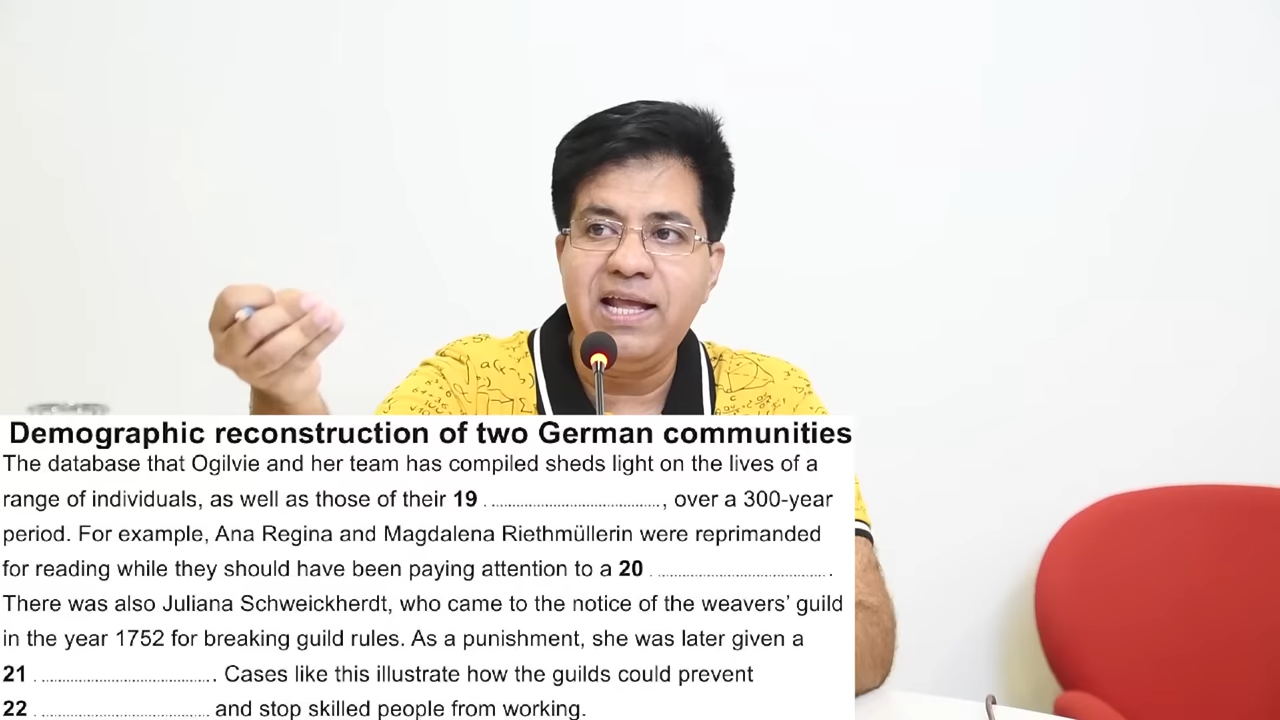 Demographic reconstruction of two German communities
The database that Ogilvie and her team has compiled sheds light on the lives of a
range of individuals, as well as those of their 19 ..............................., over a 300-year
period. For example, Ana Regina and Magdalena Riethmüllerin were reprimanded
for reading while they should have been paying attention to a 20 ............................... .
There was also Juliana Schweickherdt, who came to the notice of the weavers’ guild
in the year 1752 for breaking guild rules. As a punishment, she was later given a
21 ............................... . Cases like this illustrate how the guilds could prevent
22 ............................... and stop skilled people from working.